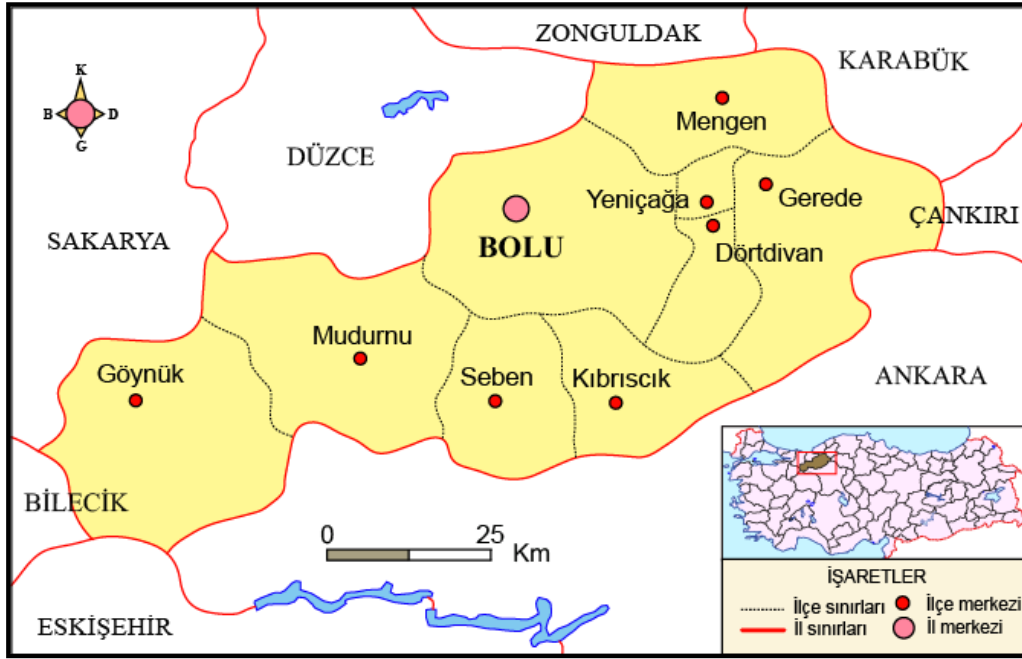 ZONGULDAK
KARABÜK
K
B D
G
Mengen
DÜZCE
Yeniçağa
Gerede
SAKARYA
BOLU
ÇANKIRI
Dörtdivan
Mudurnu
Göynük
Seben
Kıbrıscık
ANKARA
BİLECİK
0 25 Km
ESKİŞEHİR
İŞARETLER
İlçe sınırları
İlçe merkezi
İl sınırları
İl merkezi